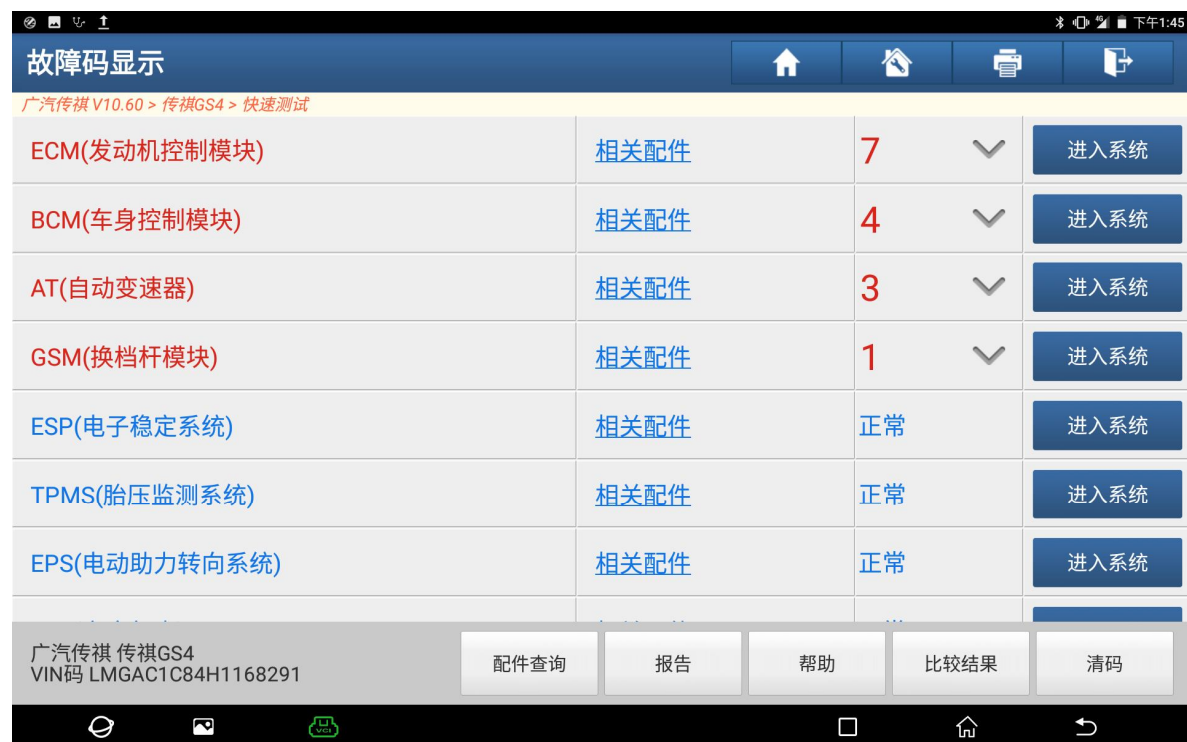 4G 下午1:45
故障码显示
广汽传祺 V10.60 > 传祺GS4 > 快速测试
ECM(发动机控制模块) 相关配件 7 进入系统
BCM(车身控制模块) 相关配件 4 进入系统
AT(自动变速器) 相关配件 3 进入系统
GSM(换档杆模块) 相关配件 1 进入系统
ESP(电子稳定系统) 相关配件 正常 进入系统
TPMS(胎压监测系统) 相关配件 正常 进入系统
EPS(电动助力转向系统) 相关配件 正常 进入系统
广汽传祺 传祺GS4
VIN码 LMGAC1C84H1168291
配件查询 报告 帮助 比较结果 清码
VCI